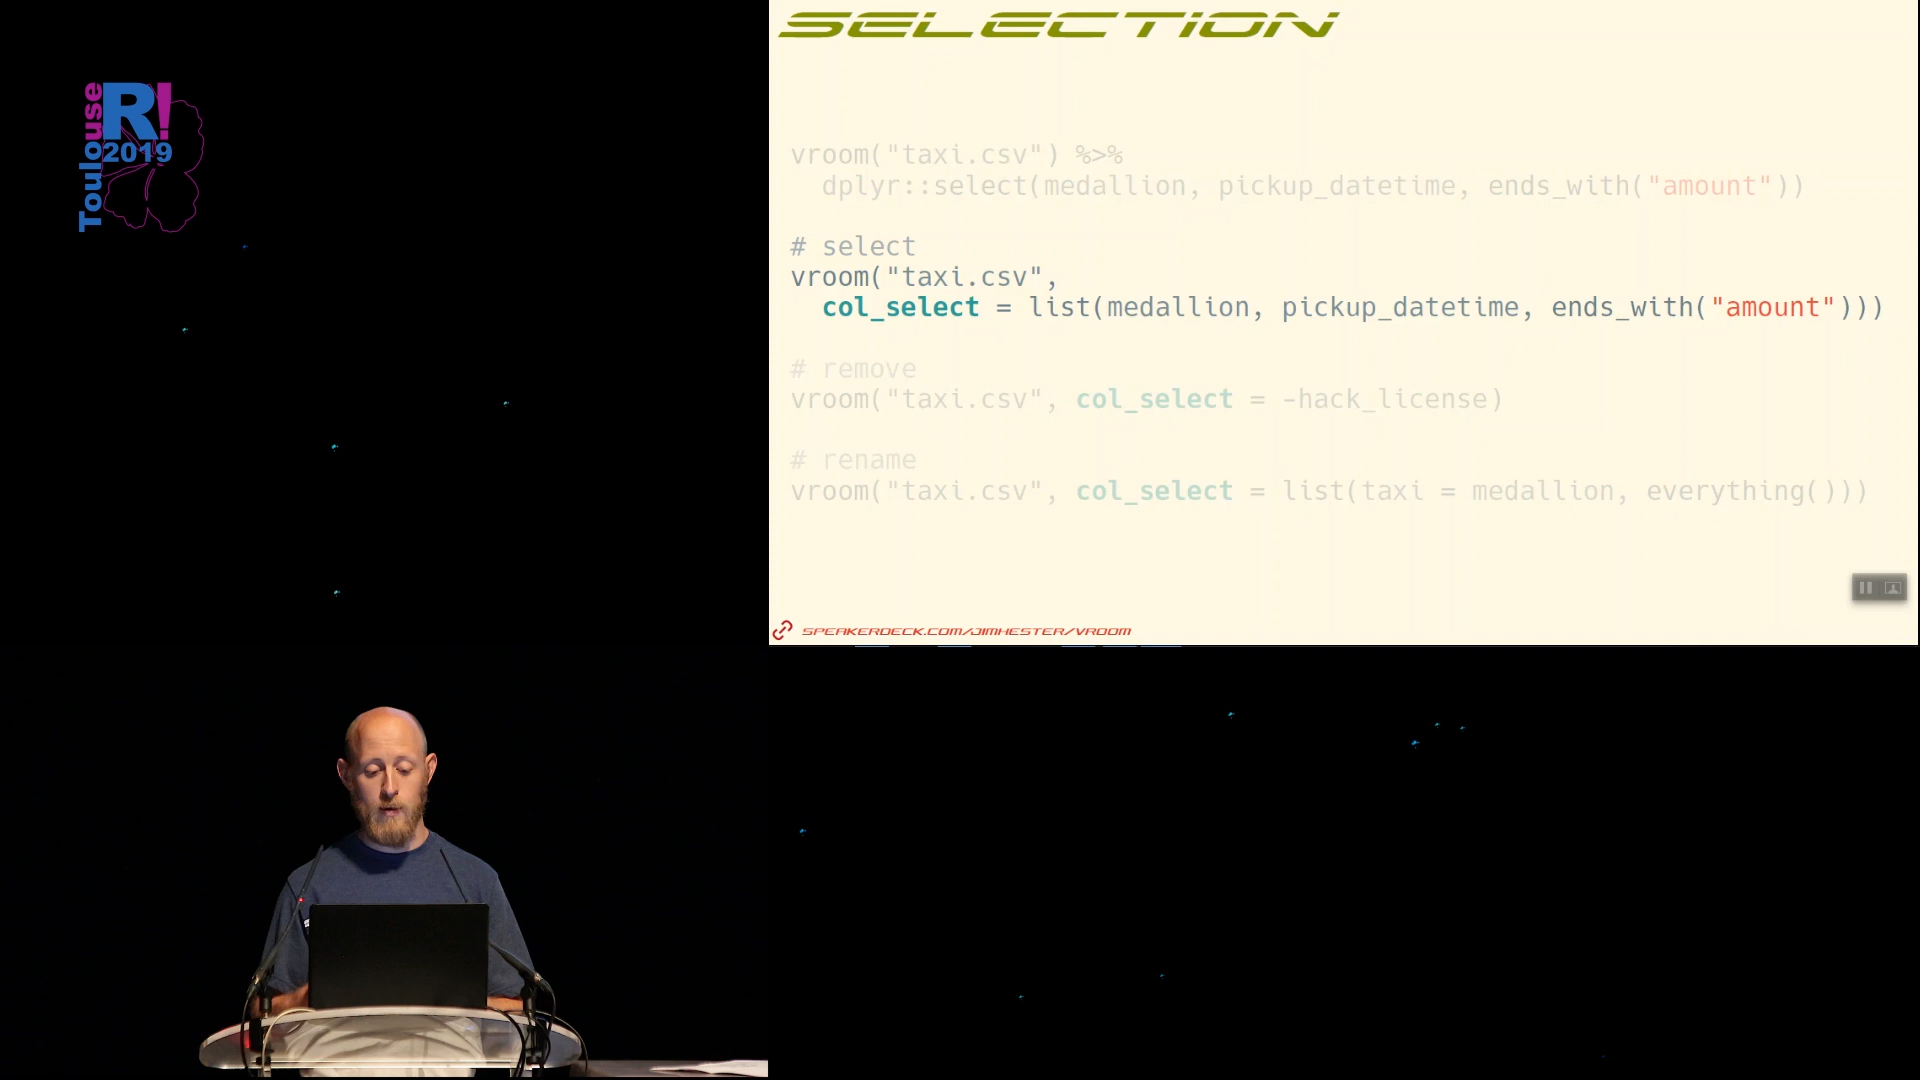 Toulouse
R!
2019
SELECTION
vroom("taxi.csv") %>%
dplyr::select(medallion, pickup_datetime, ends_with("amount"))
# select
vroom("taxi.csv",
col_select = list(medallion, pickup_datetime, ends_with("amount")))
# remove
vroom("taxi.csv", col_select = -hack_license)
# rename
vroom("taxi.csv", col_select = list(taxi = medallion, everything()))
SPEAKERDECK.COM/JIMHESTER/VROOM